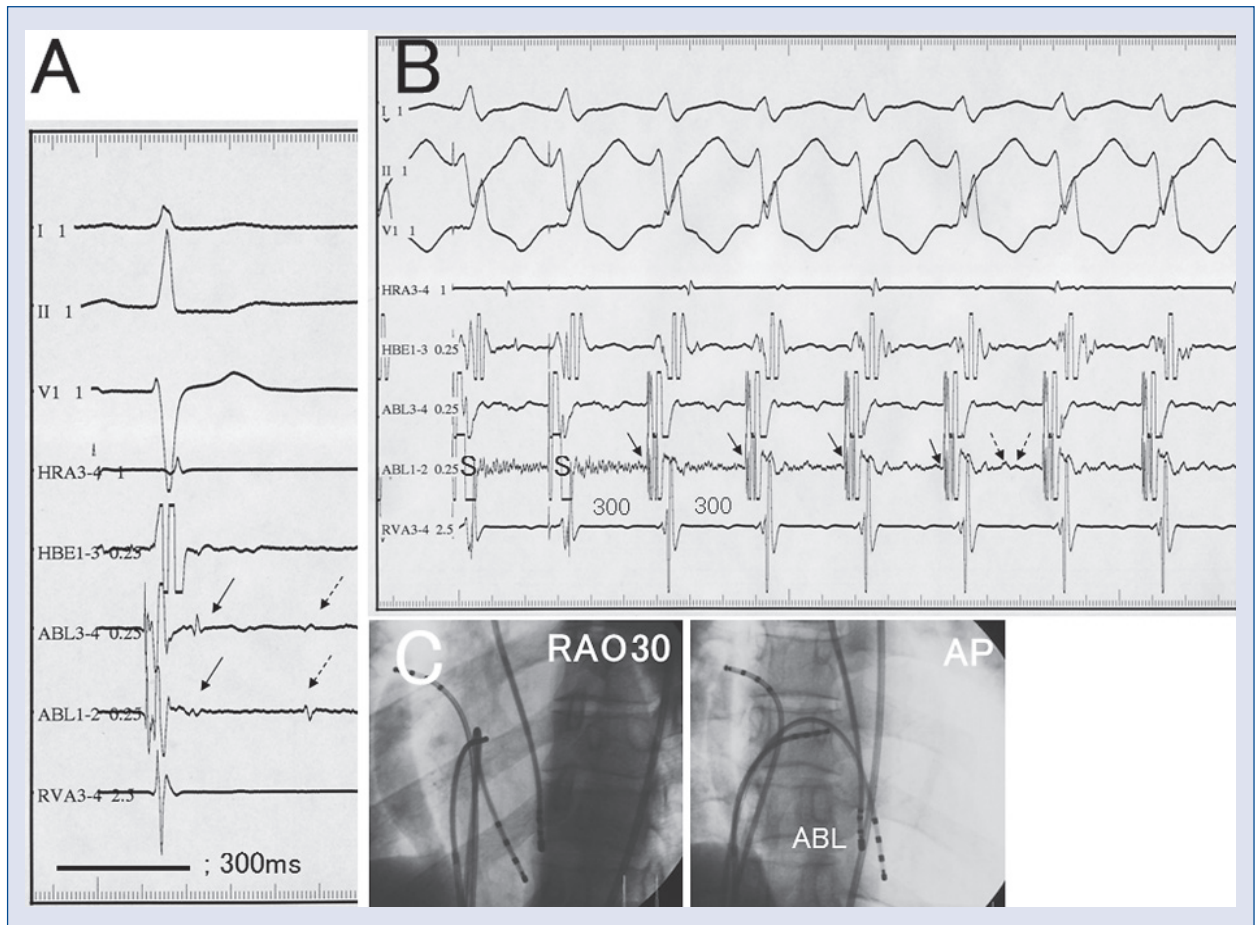 A
I 1
II 1
V1 1
HRA3-4 1
HBE1-3 0.25
ABL3-4 0.25
ABL1-2 0.25
RVA3-4 2.5
; 300ms
B
I 1
II 1
V1 1
HRA3-4 1
HBE1-3 0.25
ABL3-4 0.25
ABL1-2 0.25 S S
300 300
RVA3-4 2.5
C RAO30
AP
ABL